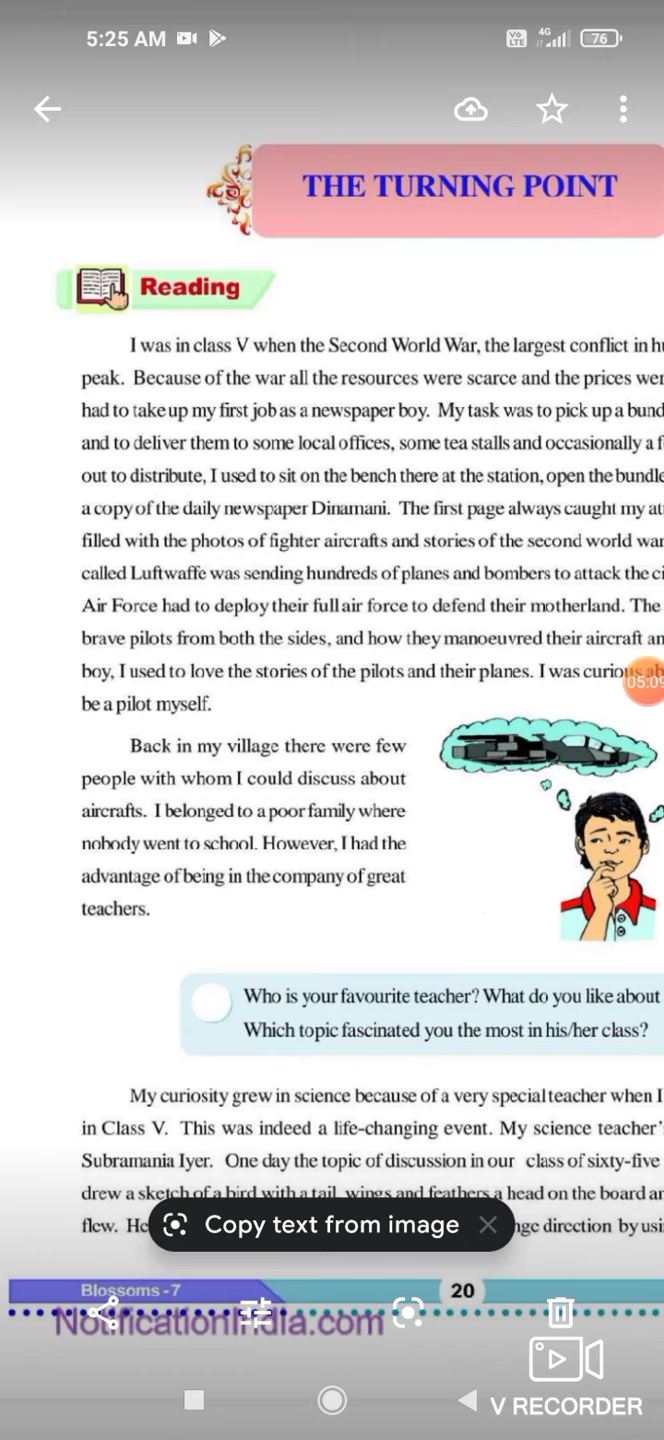 5:25 AM
Vo
LTE
4G
76
THE TURNING POINT
Reading
I was in class V when the Second World War, the largest conflict in
peak. Because of the war all the resources were scarce and the prices
had to take up my first job as a newspaper boy. My task was to pick up a
and to deliver them to some local offices, some tea stalls and occasionally a
out to distribute, I used to sit on the bench there at the station, open the bundle
a copy of the daily newspaper Dinamani. The first page always caught my
filled with the photos of fighter aircrafts and stories of the second world war
called Luftwaffe was sending hundreds of planes and bombers to attack the
Air Force had to deploy their full air force to defend their motherland. The
brave pilots from both the sides, and how they manoeuvred their aircraft
boy, I used to love the stories of the pilots and their planes. I was curious
05:09
be a pilot myself.
Back in my village there were few
people with whom I could discuss about
aircrafts. I belonged to a poor family where
nobody went to school. However, I had the
advantage of being in the company of great
teachers.
Who is your favourite teacher? What do you like about
Which topic fascinated you the most in his/her class?
My curiosity grew in science because of a very special teacher when I
in Class V. This was indeed a life-changing event. My science teacher's
Subramania Iyer. One day the topic of discussion in our class of sixty-five
drew a sketch of a bird with a tail, wings and feathers a head on the board
flew. Copy text from image direction by
Blossoms -7
20
NotificationIndia.com
V RECORDER